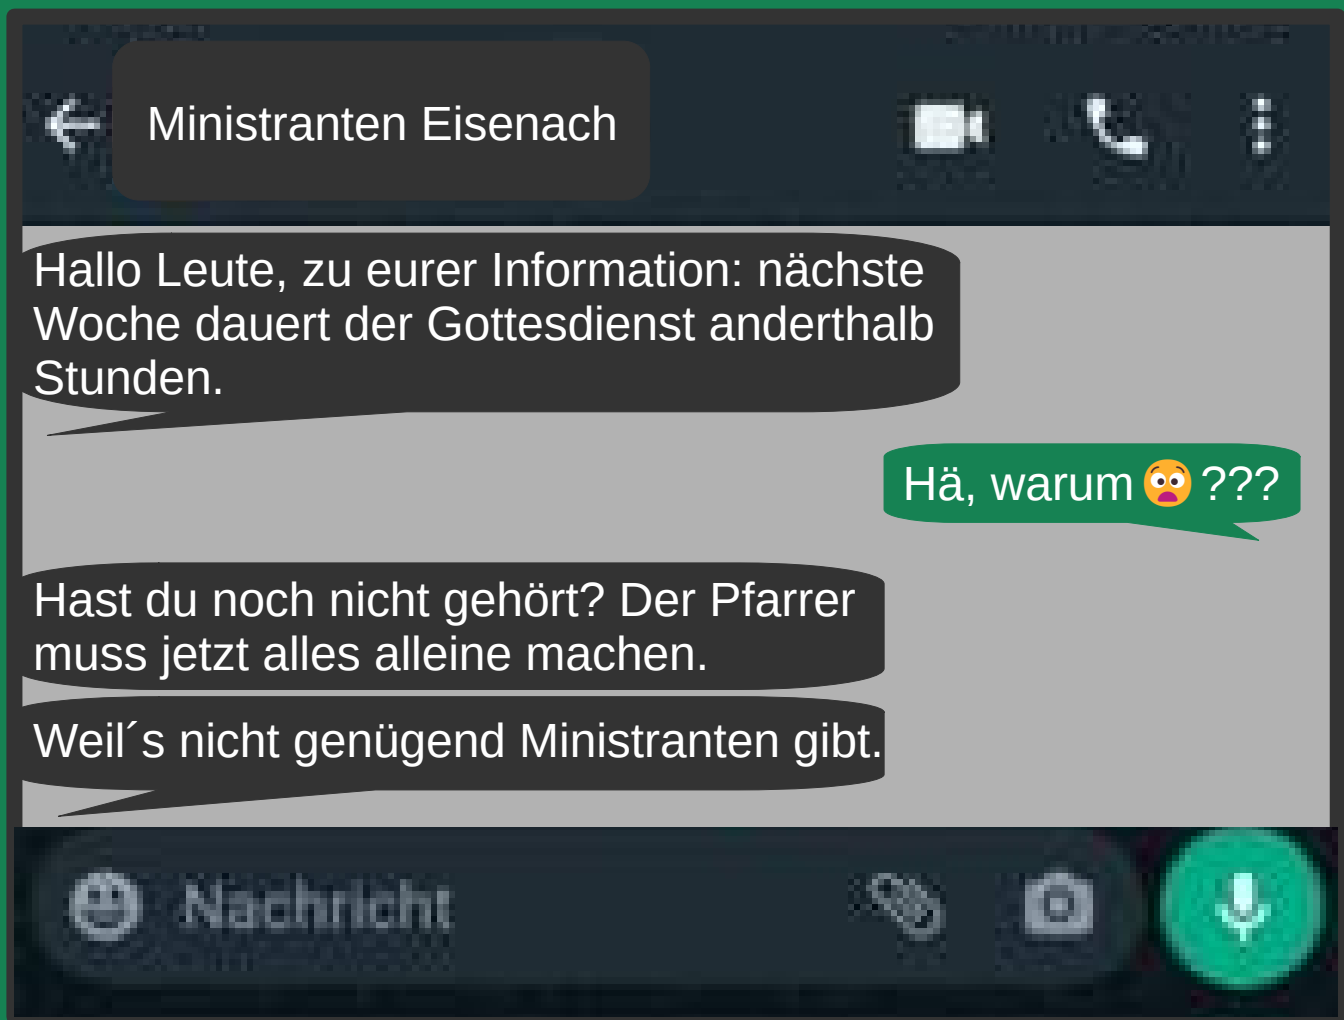 Ministranten Eisenach
Hallo Leute, zu eurer Information: nächste
Woche dauert der Gottesdienst anderthalb
Stunden.
Hä, warum😧???
Hast du noch nicht gehört? Der Pfarrer
muss jetzt alles alleine machen.
Weil´s nicht genügend Ministranten gibt.
Nachricht